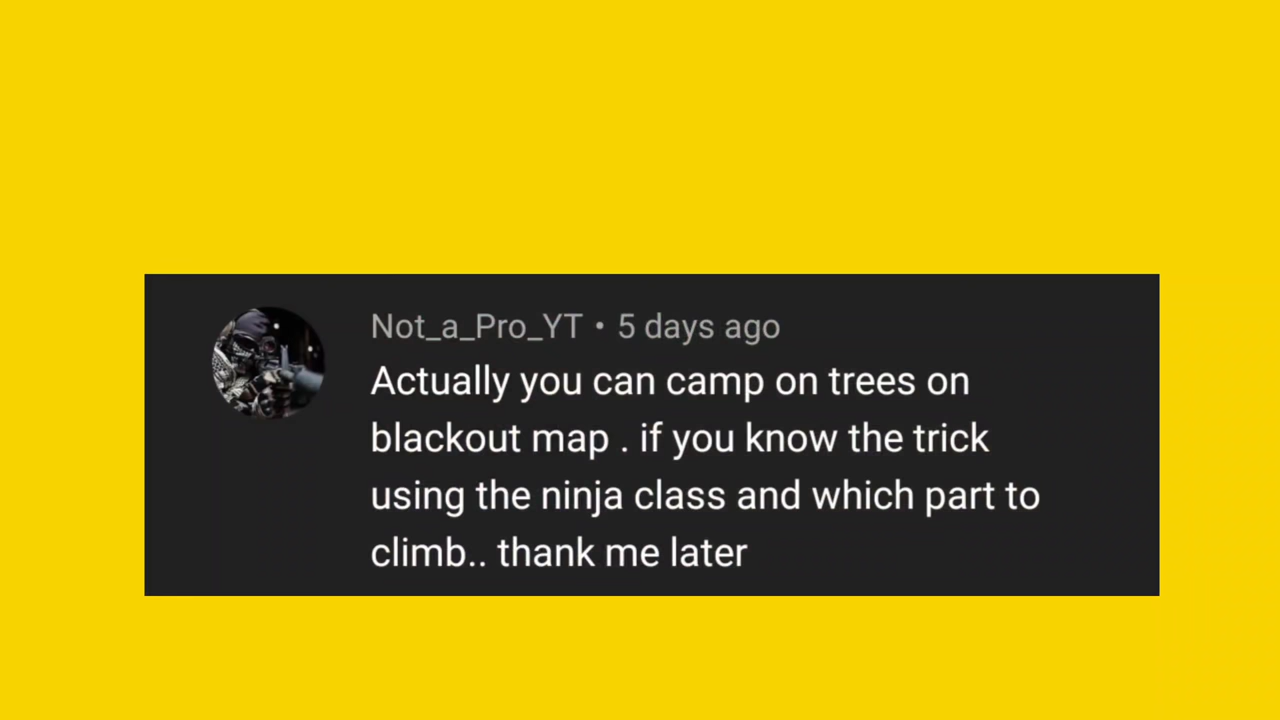 Not_a_Pro_YT • 5 days ago
Actually you can camp on trees on
blackout map . if you know the trick
using the ninja class and which part to
climb.. thank me later